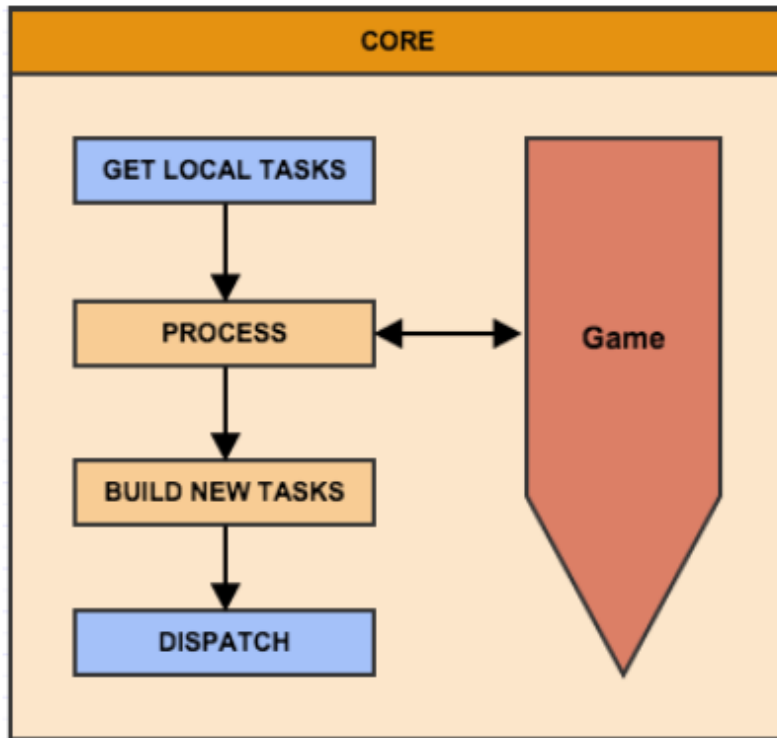 CORE
GET LOCAL TASKS
PROCESS
Game
BUILD NEW TASKS
DISPATCH